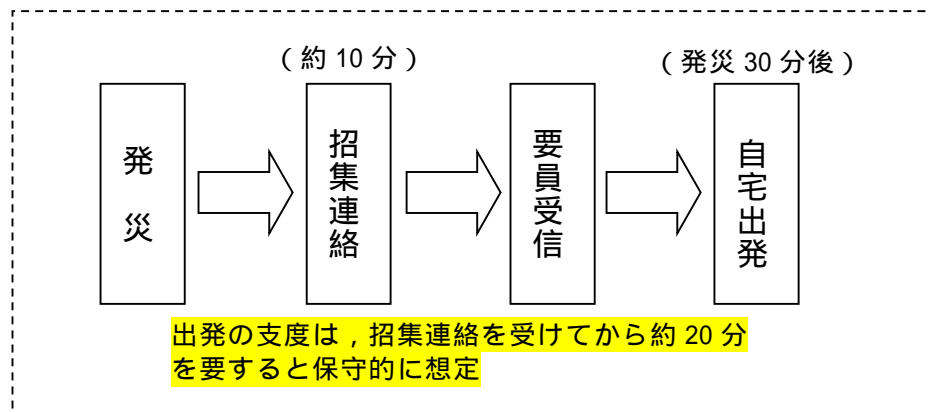 （約 10 分）
（発災 30 分後）
発災
招集連絡
要員受信
自宅出発
出発の支度は，招集連絡を受けてから約 20 分
を要すると保守的に想定